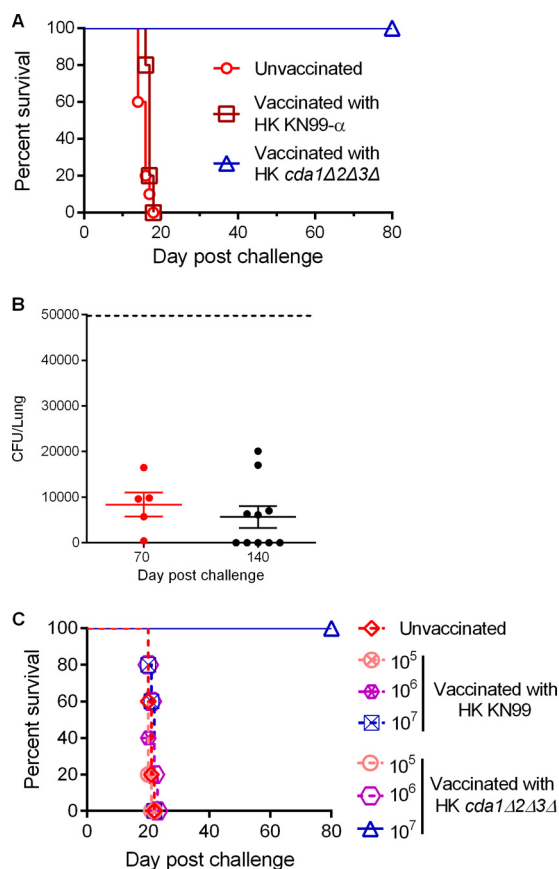 A
Percent survival
100
80
60
40
20
0
0 20 40 60 80
Day post challenge
Unvaccinated
Vaccinated with
HK KN99-α
Vaccinated with
HK cda1Δ2Δ3Δ
B
CFU/Lung
50000
40000
30000
20000
10000
0
70 140
Day post challenge
C
Percent survival
100
80
60
40
20
0
0 20 40 60 80
Day post challenge
Unvaccinated
10⁵
10⁶
10⁷
Vaccinated with
HK KN99
10⁵
10⁶
10⁷
Vaccinated with
HK cda1Δ2Δ3Δ